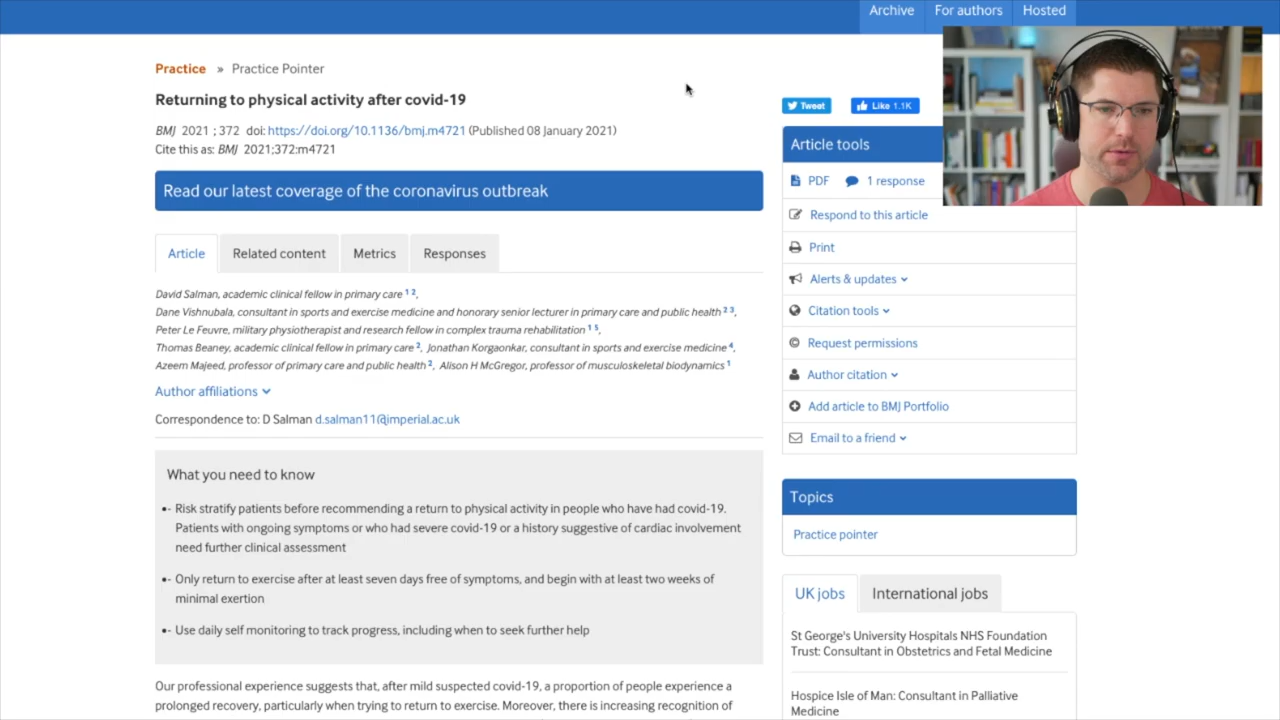 Archive For authors Hosted
Practice » Practice Pointer
Returning to physical activity after covid-19
BMJ 2021 ; 372 doi: https://doi.org/10.1136/bmj.m4721 (Published 08 January 2021)
Cite this as: BMJ 2021;372:m4721
Read our latest coverage of the coronavirus outbreak
Article Related content Metrics Responses
David Salman, academic clinical fellow in primary care 1 2,
Dane Vishnubala, consultant in sports and exercise medicine and honorary senior lecturer in primary care and public health 2 3,
Peter Le Feuvre, military physiotherapist and research fellow in complex trauma rehabilitation 1 5,
Thomas Beaney, academic clinical fellow in primary care 2, Jonathan Korgaonkar, consultant in sports and exercise medicine 4,
Azeem Majeed, professor of primary care and public health 2, Alison H McGregor, professor of musculoskeletal biodynamics 1
Author affiliations
Correspondence to: D Salman d.salman11@imperial.ac.uk
What you need to know
•- Risk stratify patients before recommending a return to physical activity in people who have had covid-19.
Patients with ongoing symptoms or who had severe covid-19 or a history suggestive of cardiac involvement
need further clinical assessment
•- Only return to exercise after at least seven days free of symptoms, and begin with at least two weeks of
minimal exertion
•- Use daily self monitoring to track progress, including when to seek further help
Our professional experience suggests that, after mild suspected covid-19, a proportion of people experience a
prolonged recovery, particularly when trying to return to exercise. Moreover, there is increasing recognition of
Tweet Like 1.1K
Article tools
PDF 1 response
Respond to this article
Print
Alerts & updates
Citation tools
Request permissions
Author citation
Add article to BMJ Portfolio
Email to a friend
Topics
Practice pointer
UK jobs International jobs
St George's University Hospitals NHS Foundation
Trust: Consultant in Obstetrics and Fetal Medicine
Hospice Isle of Man: Consultant in Palliative
Medicine